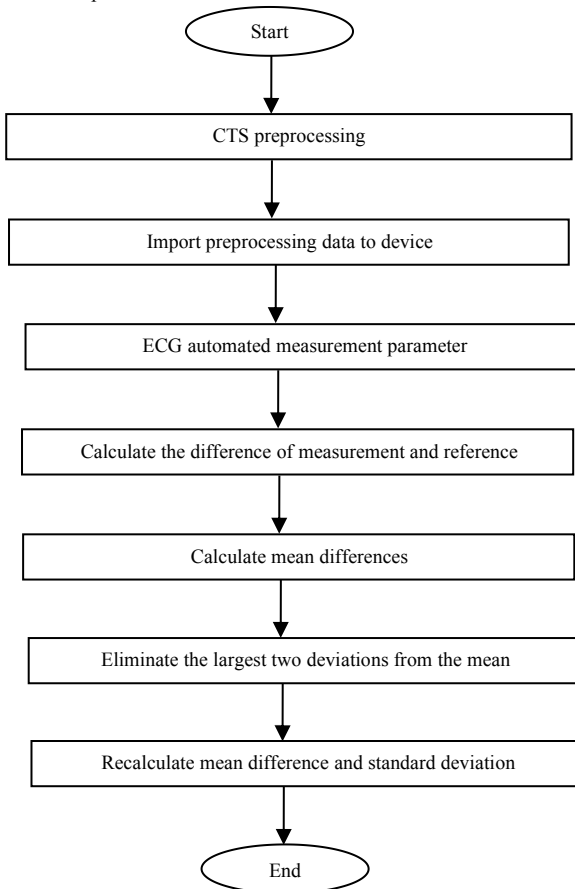 Start
CTS preprocessing
Import preprocessing data to device
ECG automated measurement parameter
Calculate the difference of measurement and reference
Calculate mean differences
Eliminate the largest two deviations from the mean
Recalculate mean difference and standard deviation
End